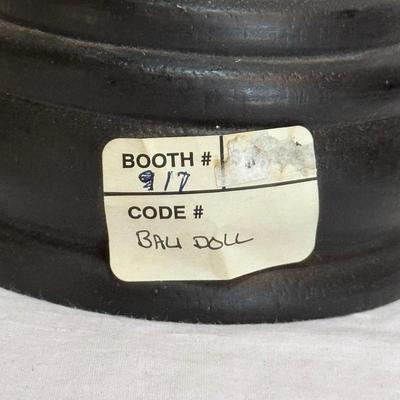 BOOTH #
917
CODE #
BALI DOLL